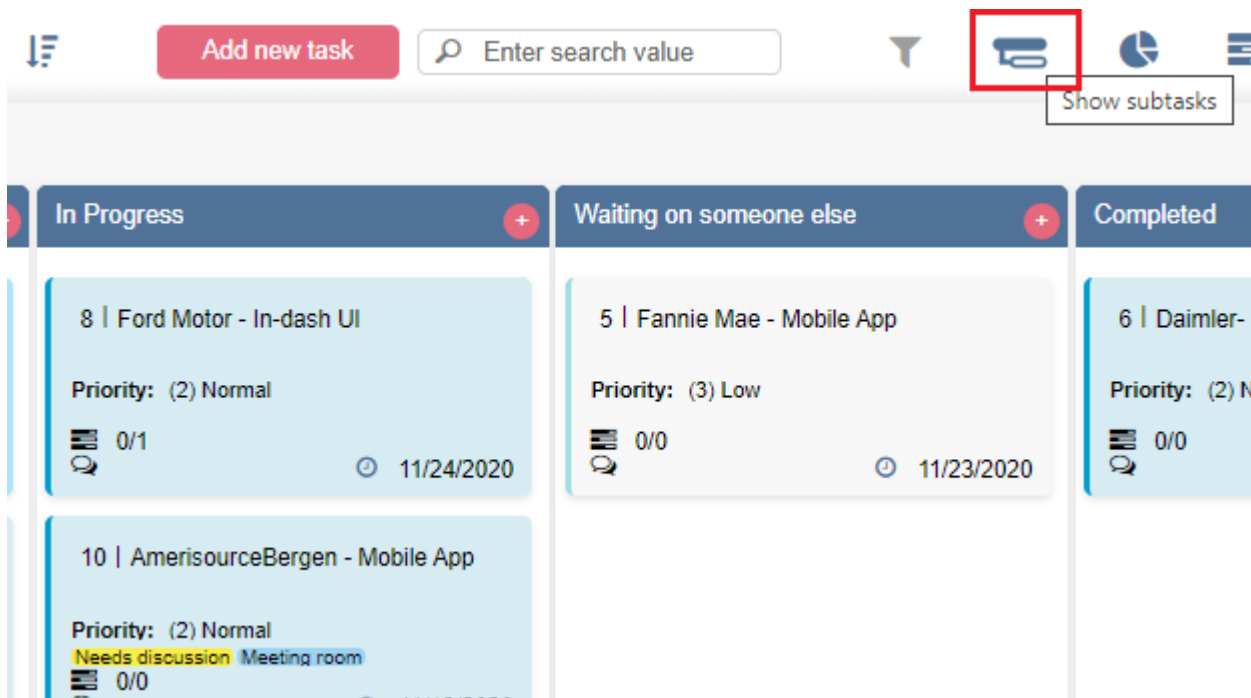 Add new task
Enter search value
Show subtasks
In Progress
+
Waiting on someone else
+
Completed
8 | Ford Motor - In-dash UI
Priority: (2) Normal
0/1
11/24/2020
5 | Fannie Mae - Mobile App
Priority: (3) Low
0/0
11/23/2020
6 | Daimler-
Priority: (2) N
0/0
10 | AmerisourceBergen - Mobile App
Priority: (2) Normal
Needs discussion Meeting room
0/0